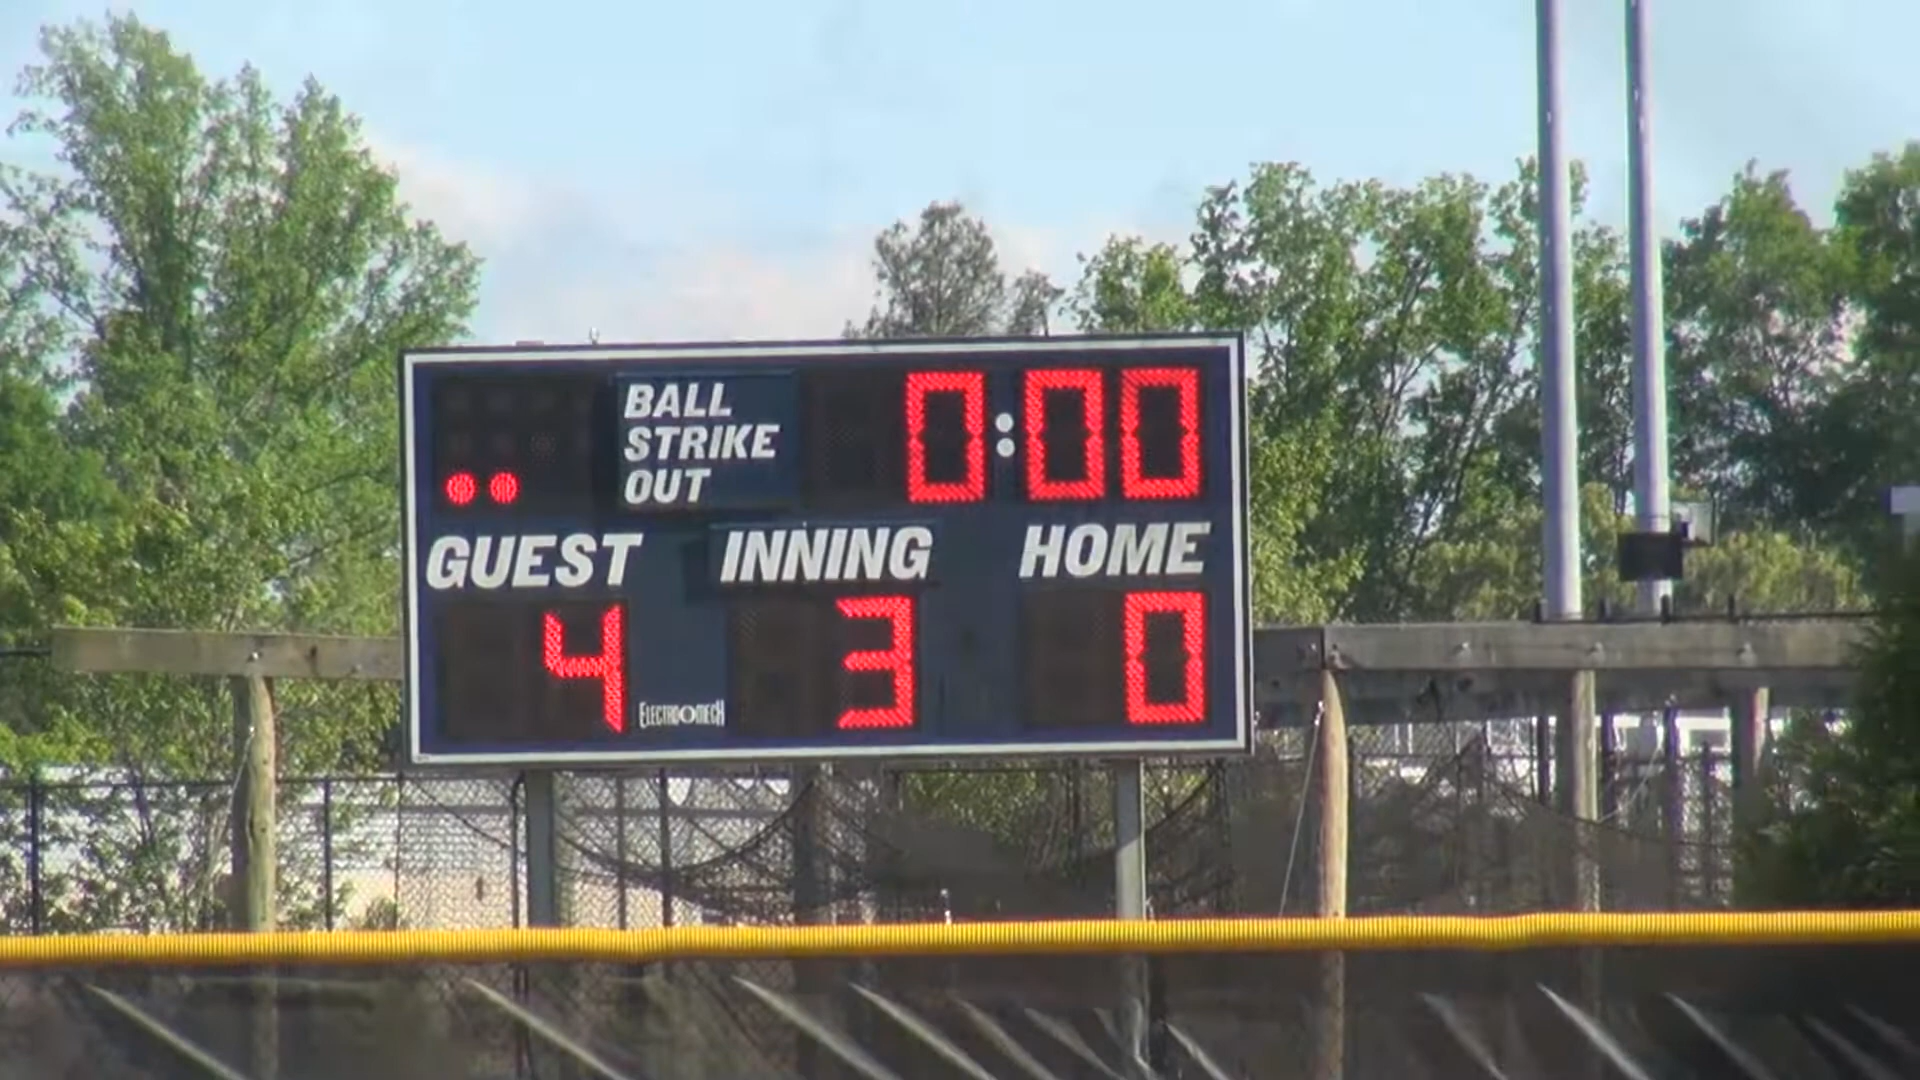 BALL 0:00
STRIKE
OUT
GUEST INNING HOME
4 3 0
ELECTRO-MECH